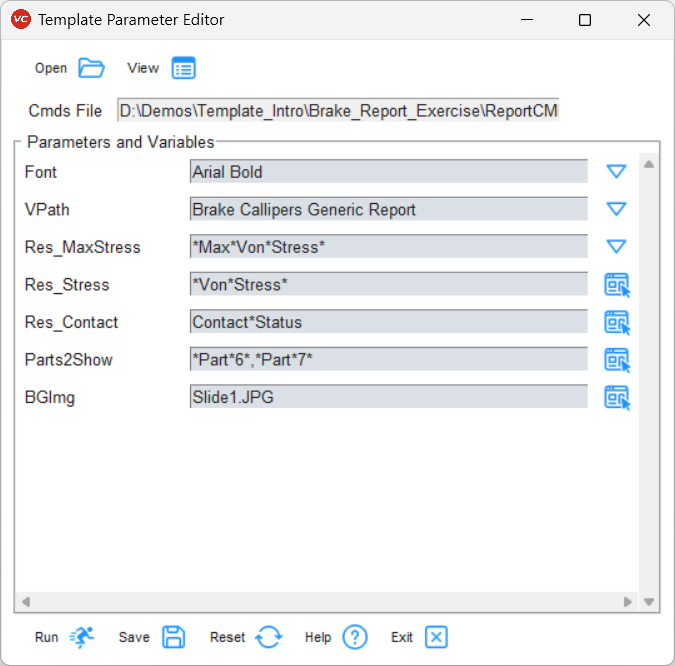 VC Template Parameter Editor
Open View
Cmds File D:\Demos\Template_Intro\Brake_Report_Exercise\ReportCM
Parameters and Variables
Font Arial Bold
VPath Brake Callipers Generic Report
Res_MaxStress *Max*Von*Stress*
Res_Stress *Von*Stress*
Res_Contact Contact*Status
Parts2Show *Part*6*,*Part*7*
BGImg Slide1.JPG
Run Save Reset Help ? Exit